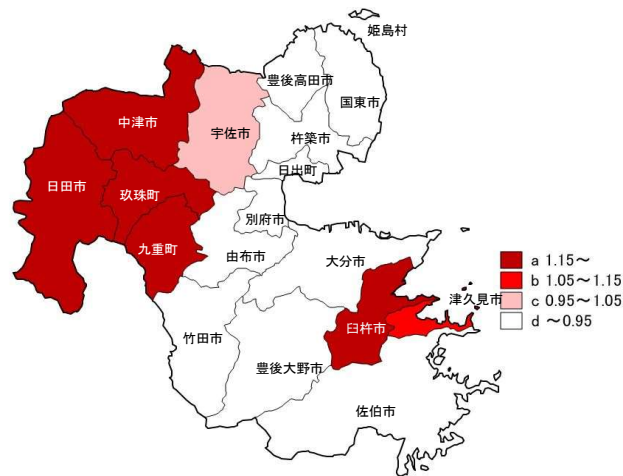 姫島村
豊後高田市
国東市
中津市
宇佐市
杵築市
日出町
日田市
玖珠町
別府市
九重町
由布市
大分市
a 1.15～
b 1.05～1.15
津久見市
c 0.95～1.05
臼杵市
d ～0.95
竹田市
豊後大野市
佐伯市